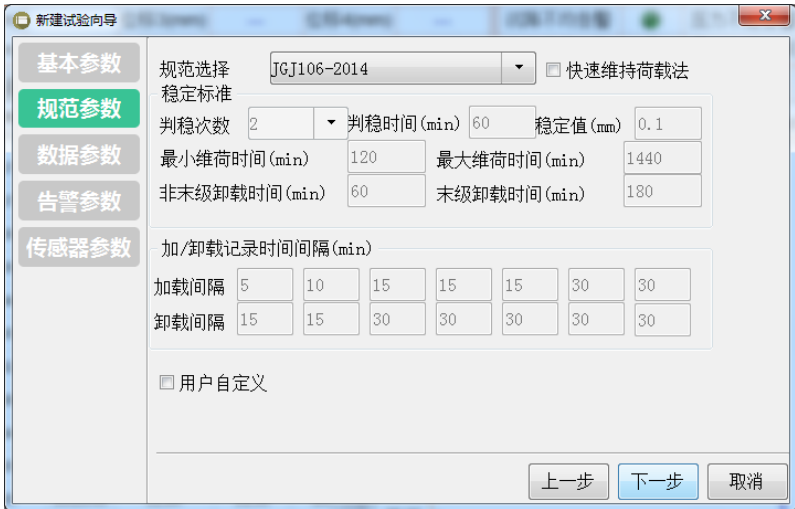 新建试验向导
基本参数
规范参数
数据参数
告警参数
传感器参数
规范选择 JGJ106-2014 快速维持荷载法
稳定标准
判稳次数 2 判稳时间(min) 60 稳定值(mm) 0.1
最小维荷时间(min) 120 最大维荷时间(min) 1440
非末级卸载时间(min) 60 末级卸载时间(min) 180
加/卸载记录时间间隔(min)
加载间隔 5 10 15 15 15 30 30
卸载间隔 15 15 30 30 30 30 30
用户自定义
上一步 下一步 取消